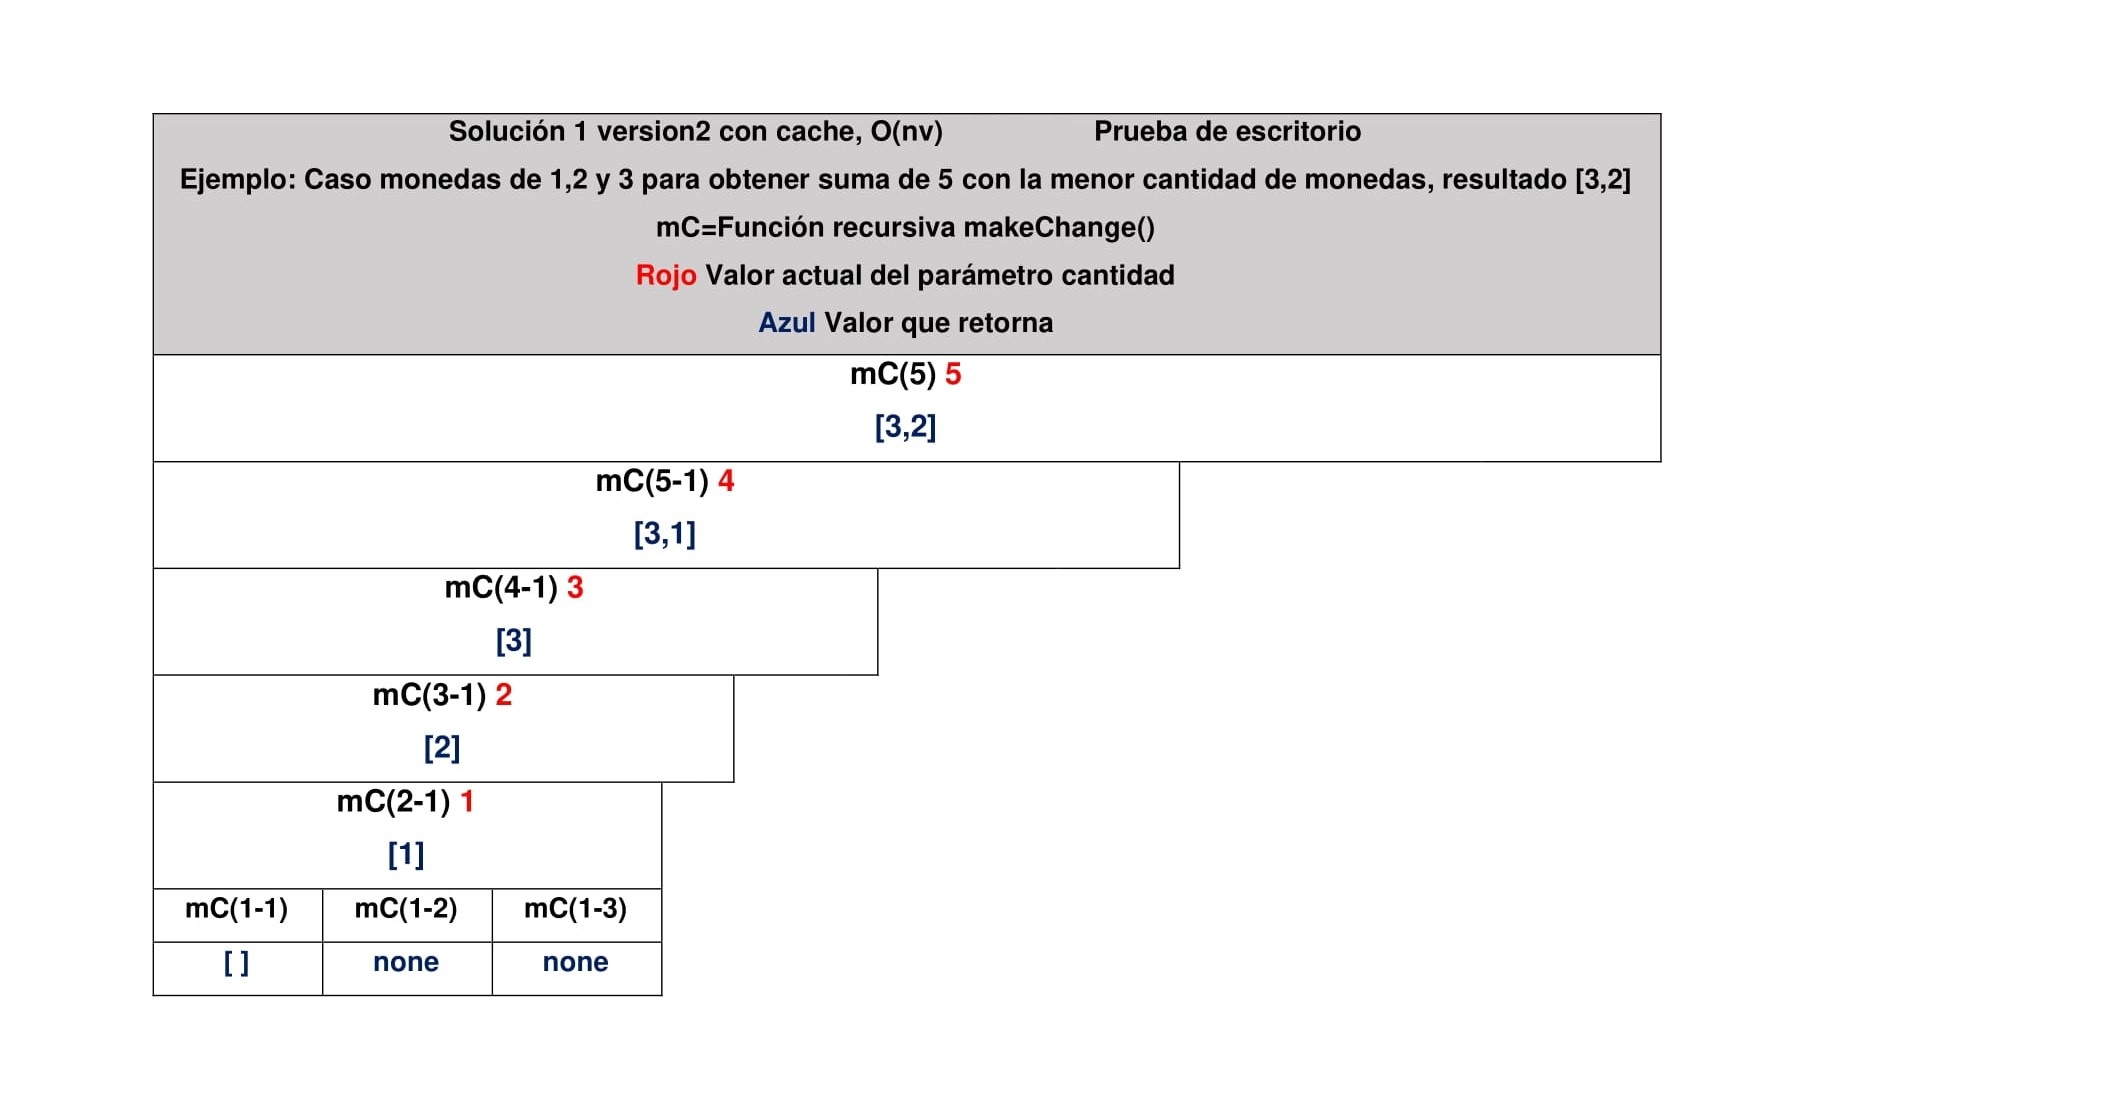 Solución 1 version2 con cache, O(nv) Prueba de escritorio
Ejemplo: Caso monedas de 1,2 y 3 para obtener suma de 5 con la menor cantidad de monedas, resultado [3,2]
mC=Función recursiva makeChange()
Rojo Valor actual del parámetro cantidad
Azul Valor que retorna
mC(5) 5
[3,2]
mC(5-1) 4
[3,1]
mC(4-1) 3
[3]
mC(3-1) 2
[2]
mC(2-1) 1
[1]
mC(1-1) mC(1-2) mC(1-3)
[ ] none none